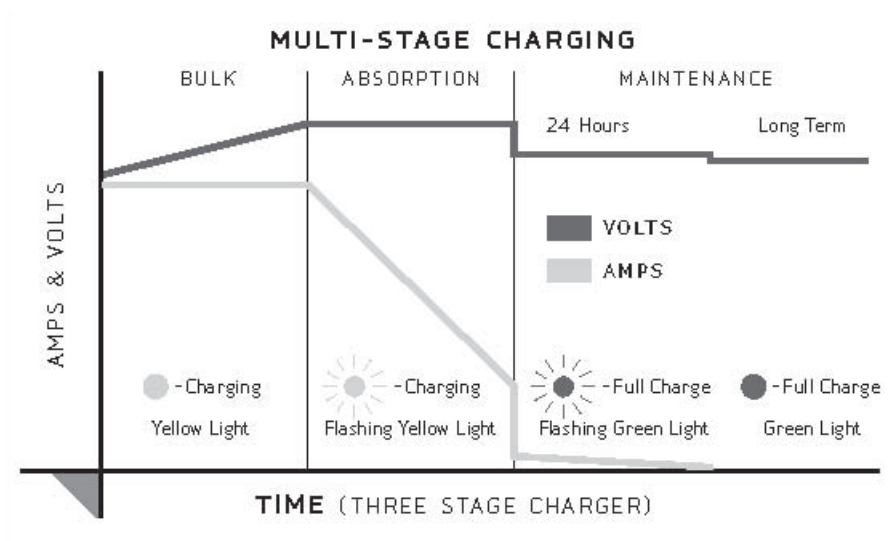 MULTI-STAGE CHARGING
BULK
ABSORPTION
MAINTENANCE
24 Hours
Long Term
AMPS & VOLTS
VOLTS
AMPS
-Charging
Yellow Light
-Charging
Flashing Yellow Light
-Full Charge
Flashing Green Light
-Full Charge
Green Light
TIME (THREE STAGE CHARGER)